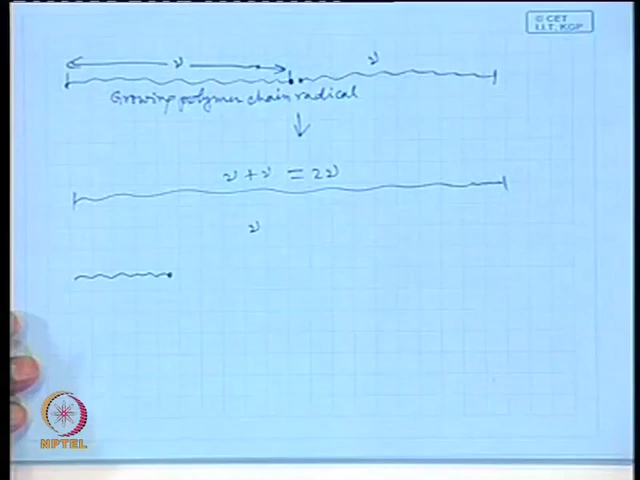 © CET
I.I.T. KGP
ν ν
Growing polymer chain radical
ν + ν = 2ν
ν
NPTEL